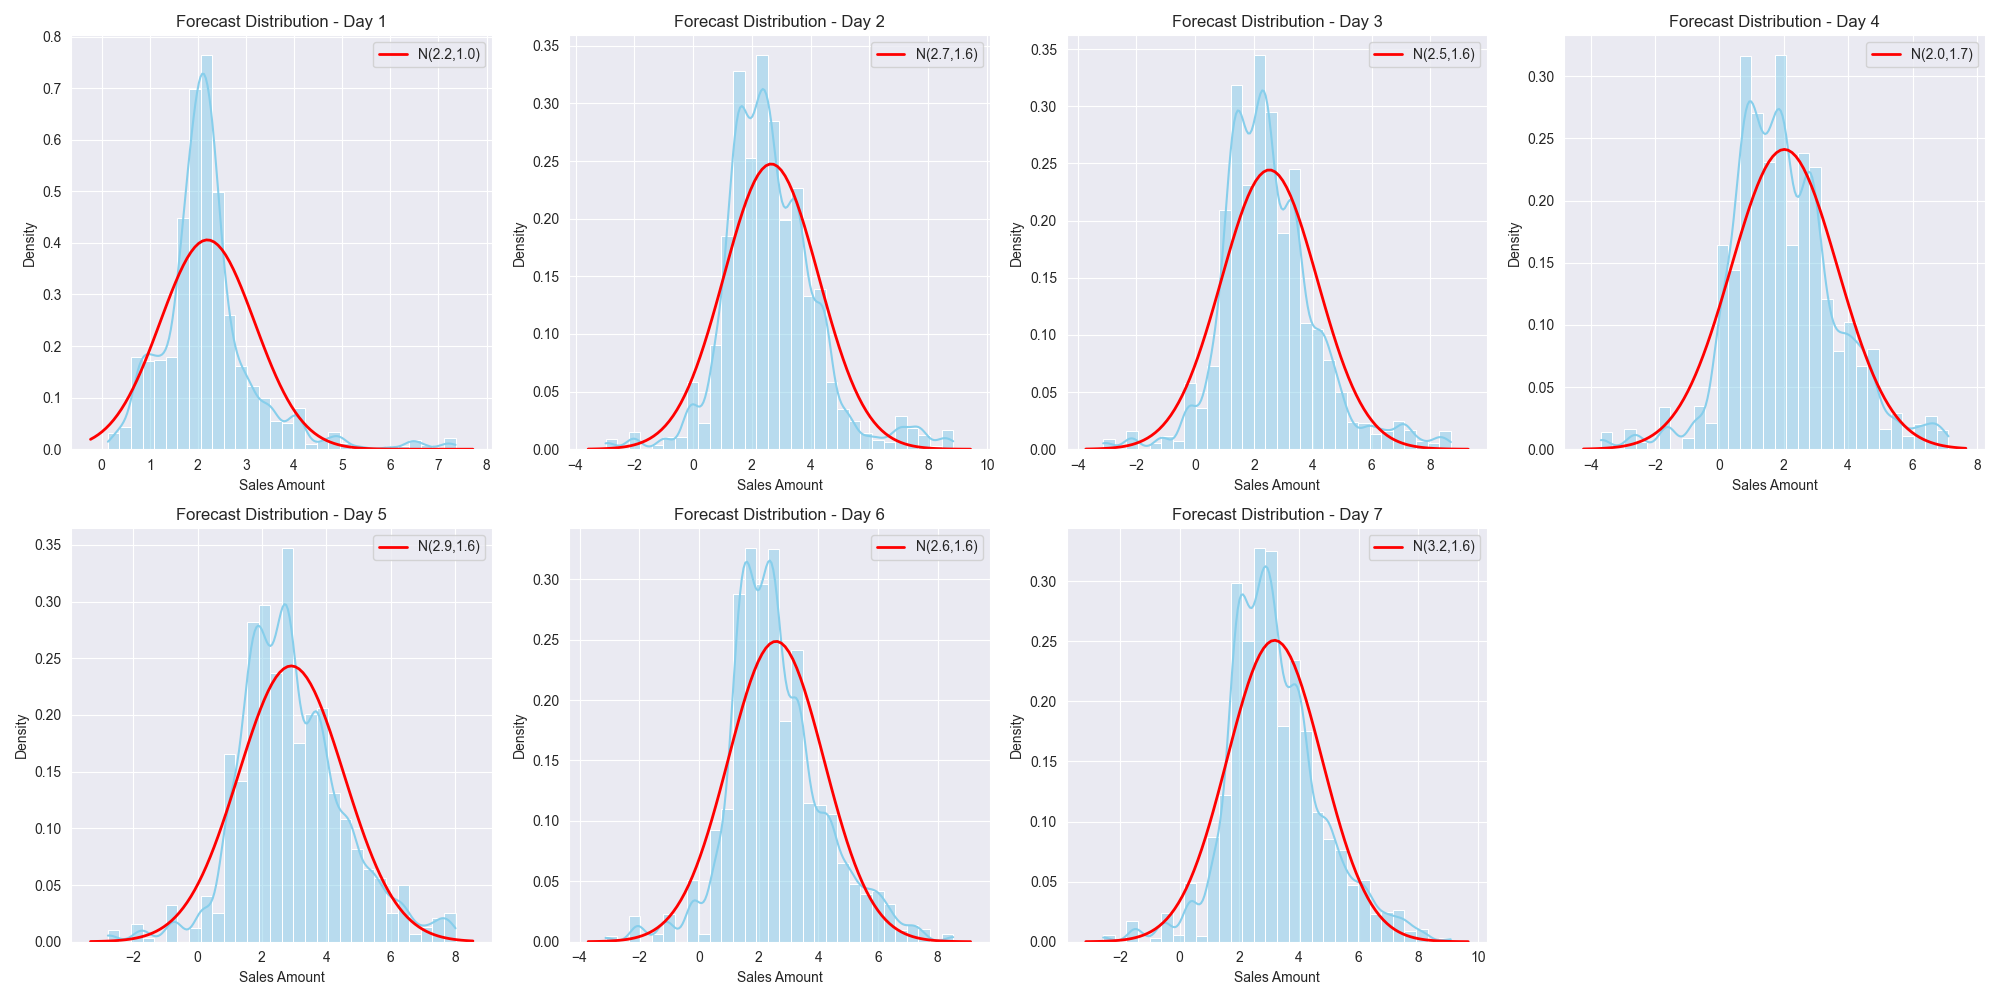 Forecast Distribution - Day 1
N(2.2,1.0)
Density
0.8
0.7
0.6
0.5
0.4
0.3
0.2
0.1
0.0
0 1 2 3 4 5 6 7 8
Sales Amount
Forecast Distribution - Day 2
N(2.7,1.6)
Density
0.35
0.30
0.25
0.20
0.15
0.10
0.05
0.00
−4 −2 0 2 4 6 8 10
Sales Amount
Forecast Distribution - Day 3
N(2.5,1.6)
Density
0.35
0.30
0.25
0.20
0.15
0.10
0.05
0.00
−4 −2 0 2 4 6 8
Sales Amount
Forecast Distribution - Day 4
N(2.0,1.7)
Density
0.30
0.25
0.20
0.15
0.10
0.05
0.00
−4 −2 0 2 4 6 8
Sales Amount
Forecast Distribution - Day 5
N(2.9,1.6)
Density
0.35
0.30
0.25
0.20
0.15
0.10
0.05
0.00
−2 0 2 4 6 8
Sales Amount
Forecast Distribution - Day 6
N(2.6,1.6)
Density
0.30
0.25
0.20
0.15
0.10
0.05
0.00
−4 −2 0 2 4 6 8
Sales Amount
Forecast Distribution - Day 7
N(3.2,1.6)
Density
0.30
0.25
0.20
0.15
0.10
0.05
0.00
−2 0 2 4 6 8 10
Sales Amount